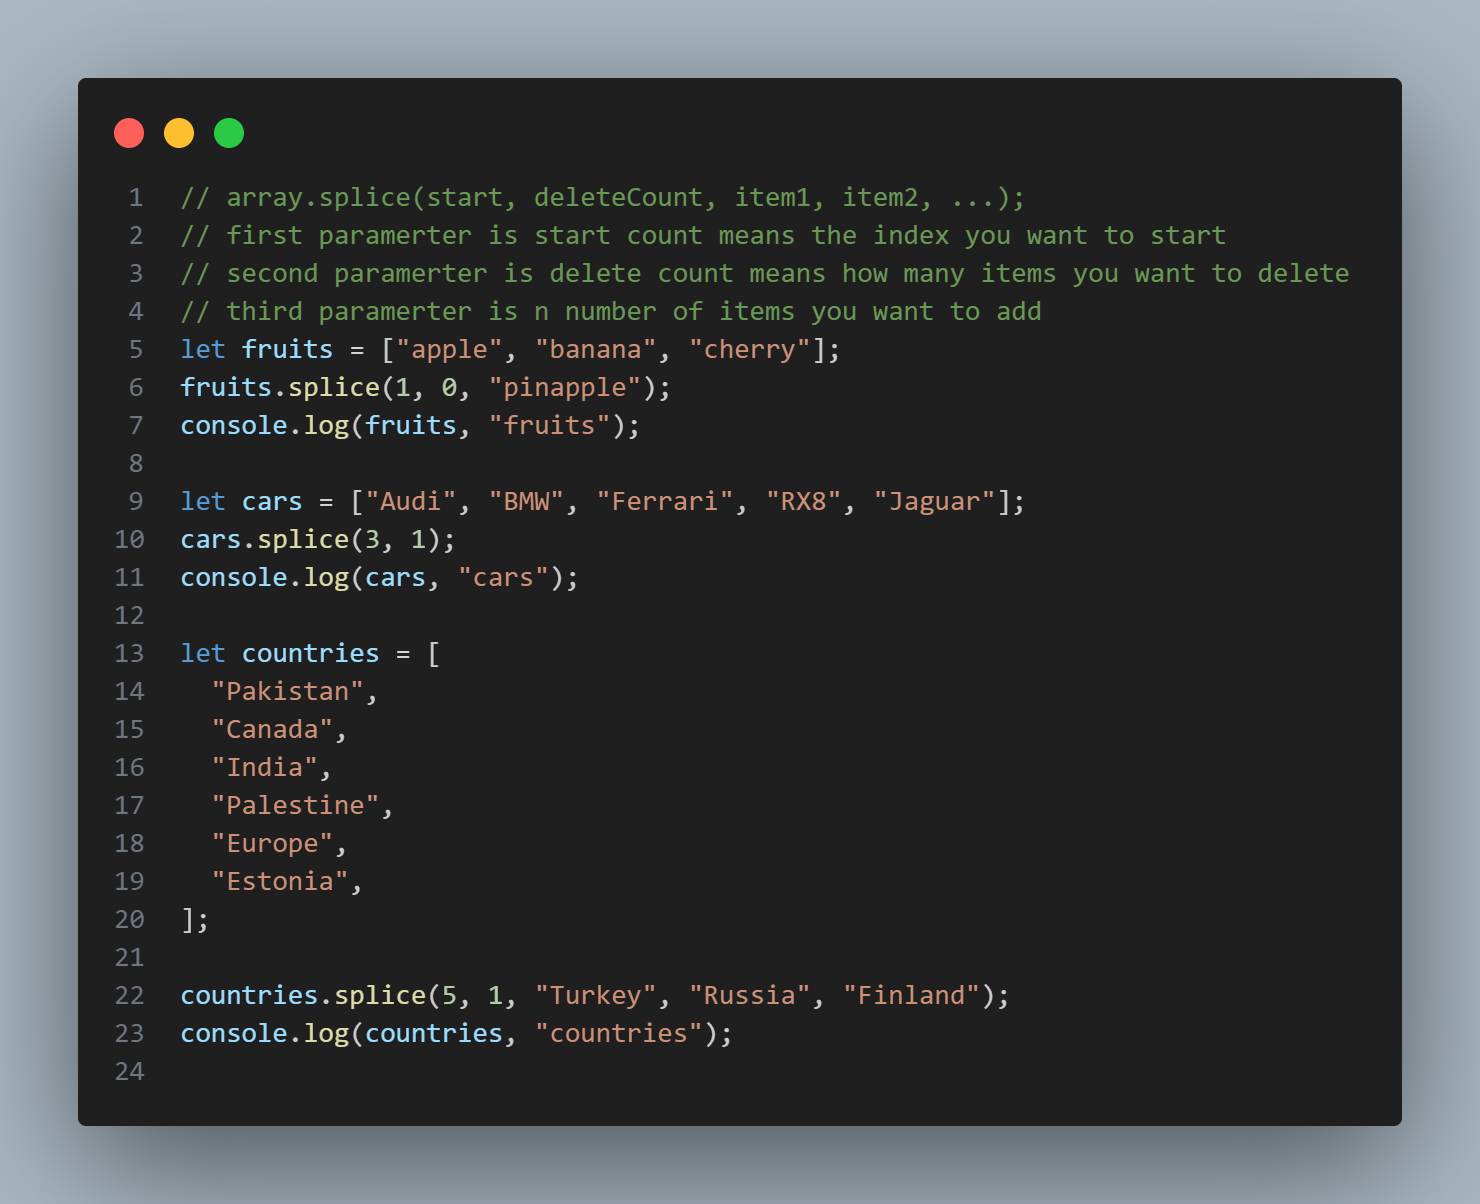 1 // array.splice(start, deleteCount, item1, item2, ...);
2 // first paramerter is start count means the index you want to start
3 // second paramerter is delete count means how many items you want to delete
4 // third paramerter is n number of items you want to add
5 let fruits = ["apple", "banana", "cherry"];
6 fruits.splice(1, 0, "pinapple");
7 console.log(fruits, "fruits");
8
9 let cars = ["Audi", "BMW", "Ferrari", "RX8", "Jaguar"];
10 cars.splice(3, 1);
11 console.log(cars, "cars");
12
13 let countries = [
14   "Pakistan",
15   "Canada",
16   "India",
17   "Palestine",
18   "Europe",
19   "Estonia",
20 ];
21
22 countries.splice(5, 1, "Turkey", "Russia", "Finland");
23 console.log(countries, "countries");
24